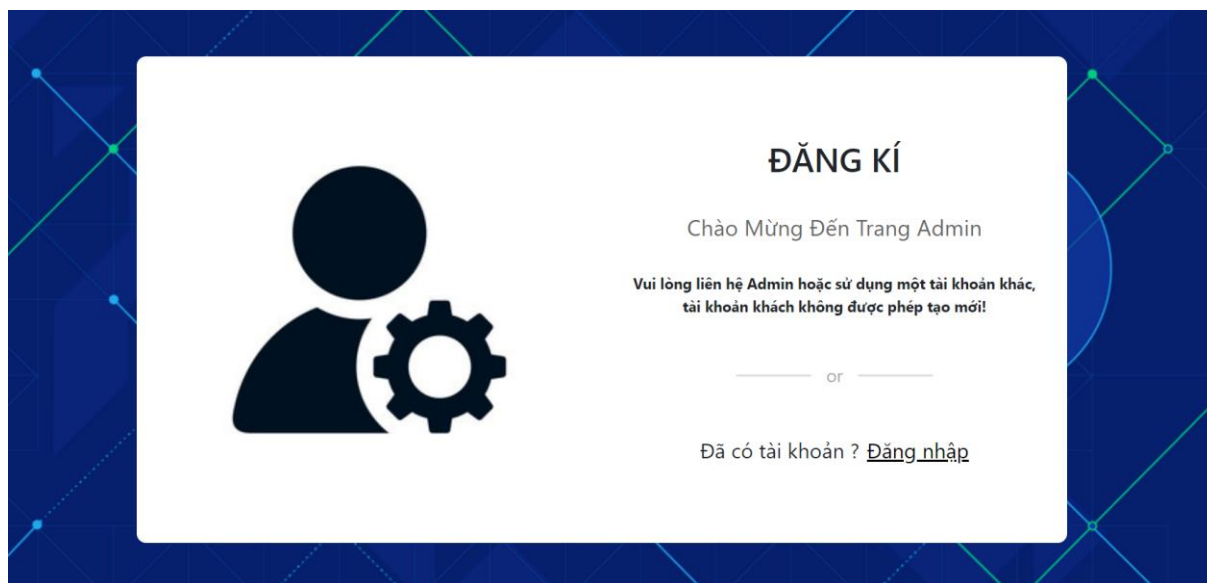 ĐĂNG KÍ
Chào Mừng Đến Trang Admin
Vui lòng liên hệ Admin hoặc sử dụng một tài khoản khác,
tài khoản khách không được phép tạo mới!
or
Đã có tài khoản ? Đăng nhập